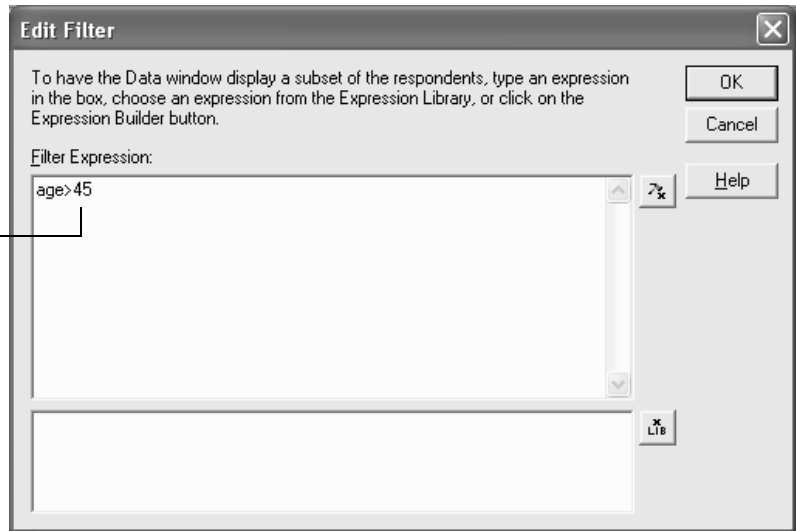 Edit Filter
To have the Data window display a subset of the respondents, type an expression
in the box, choose an expression from the Expression Library, or click on the
Expression Builder button.
OK
Cancel
Help
Filter Expression:
age>45
LIB